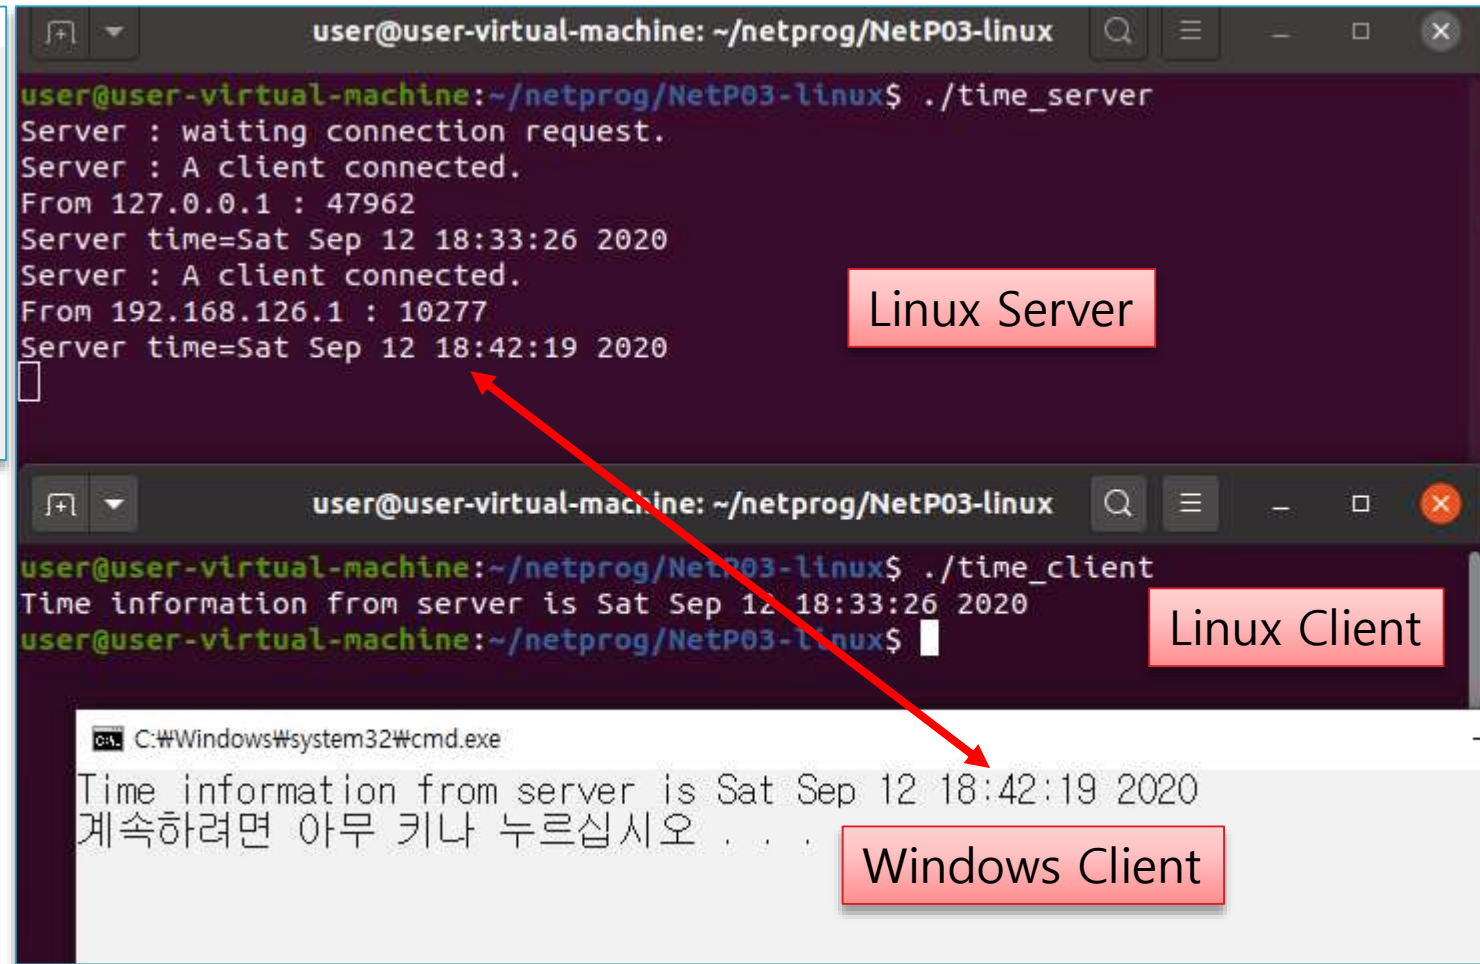 user@user-virtual-machine: ~/netprog/NetP03-linux
user@user-virtual-machine:~/netprog/NetP03-linux$ ./time_server
Server : waiting connection request.
Server : A client connected.
From 127.0.0.1 : 47962
Server time=Sat Sep 12 18:33:26 2020
Server : A client connected.
From 192.168.126.1 : 10277
Server time=Sat Sep 12 18:42:19 2020
Linux Server
user@user-virtual-machine: ~/netprog/NetP03-linux
user@user-virtual-machine:~/netprog/NetP03-linux$ ./time_client
Time information from server is Sat Sep 12 18:33:26 2020
user@user-virtual-machine:~/netprog/NetP03-linux$
Linux Client
C:₩Windows₩system32₩cmd.exe
Time information from server is Sat Sep 12 18:42:19 2020
계속하려면 아무 키나 누르십시오 . . .
Windows Client